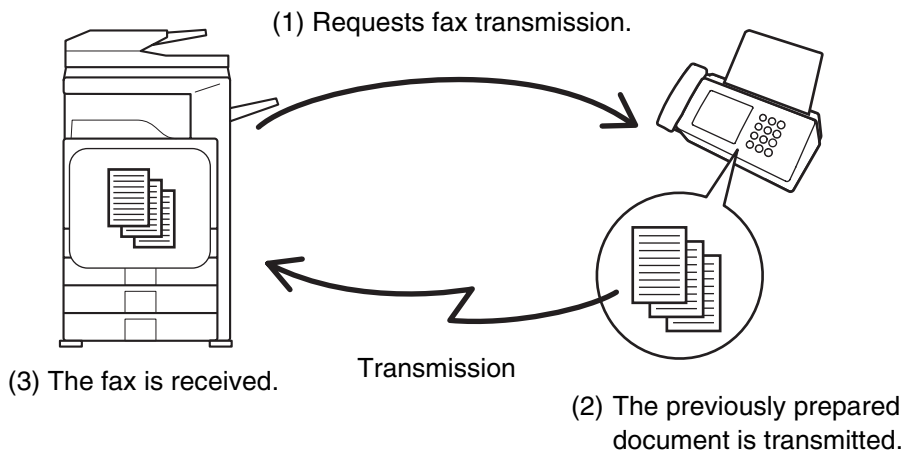 (1) Requests fax transmission.
(3) The fax is received.
Transmission
(2) The previously prepared
document is transmitted.